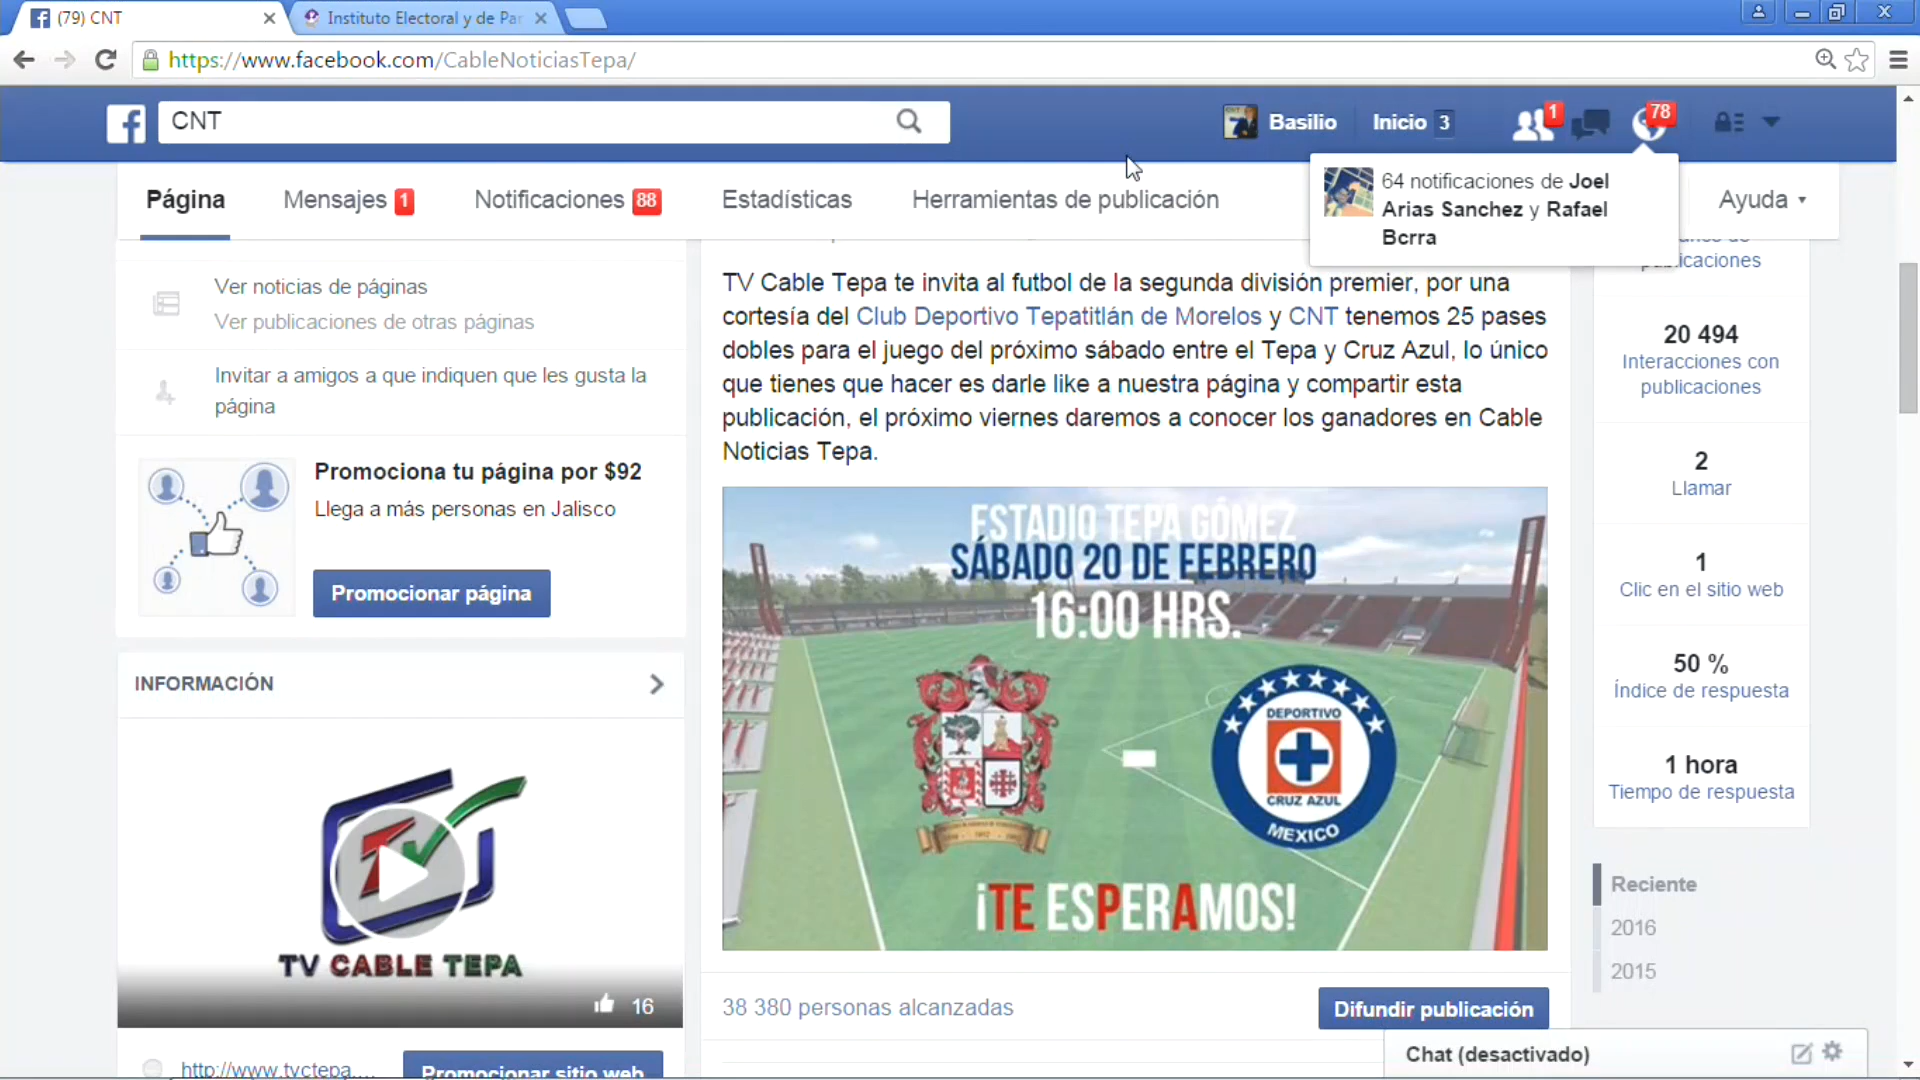 (79) CNT
Instituto Electoral y de Par
https://www.facebook.com/CableNoticiasTepa/
CNT
Basilio
Inicio 3
1
78
64 notificaciones de Joel
Arias Sanchez y Rafael
Bcrra
Página
Mensajes 1
Notificaciones 88
Estadísticas
Herramientas de publicación
Ayuda
Ver noticias de páginas
Ver publicaciones de otras páginas
Invitar a amigos a que indiquen que les gusta la
página
Promociona tu página por $92
Llega a más personas en Jalisco
Promocionar página
INFORMACIÓN
TV CABLE TEPA
16
http://www.tvctepa....
Promocionar sitio web
TV Cable Tepa te invita al futbol de la segunda división premier, por una
cortesía del Club Deportivo Tepatitlán de Morelos y CNT tenemos 25 pases
dobles para el juego del próximo sábado entre el Tepa y Cruz Azul, lo único
que tienes que hacer es darle like a nuestra página y compartir esta
publicación, el próximo viernes daremos a conocer los ganadores en Cable
Noticias Tepa.
ESTADIO TEPA GÓMEZ
SÁBADO 20 DE FEBRERO
16:00 HRS.
-
DEPORTIVO
CRUZ AZUL
MEXICO
¡TE ESPERAMOS!
38 380 personas alcanzadas
Difundir publicación
publicaciones
20 494
Interacciones con
publicaciones
2
Llamar
1
Clic en el sitio web
50 %
Índice de respuesta
1 hora
Tiempo de respuesta
Reciente
2016
2015
Chat (desactivado)